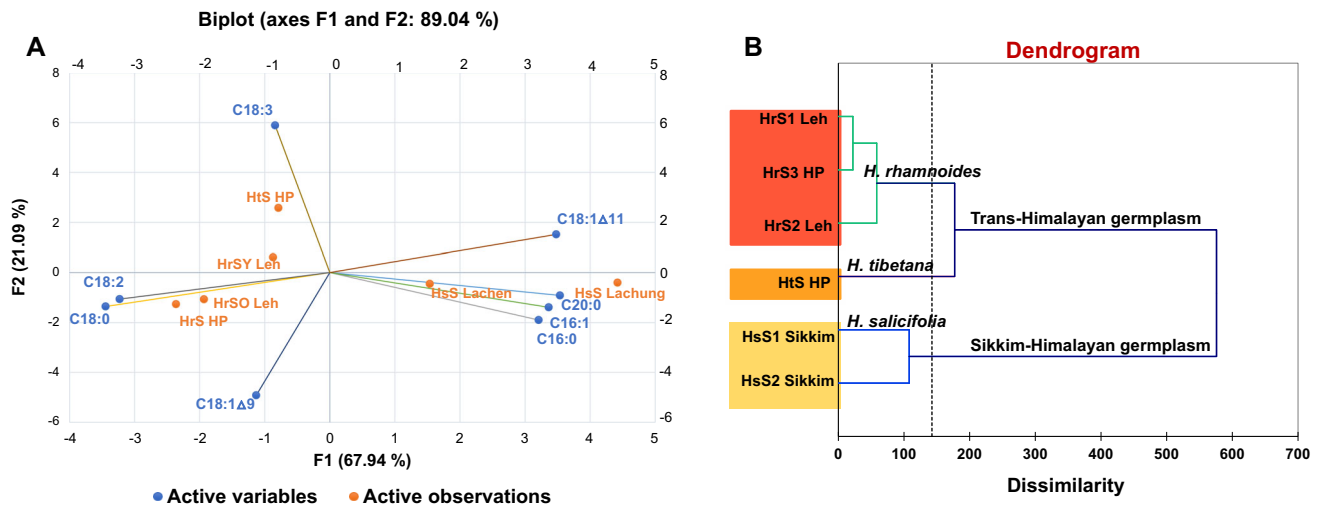 Biplot (axes F1 and F2: 89.04 %)
A
-4 -3 -2 -1 0 1 2 3 4 5
8 8
6 6
4 4
2 2
0 0
-2 -2
-4 -4
-6 -6
C18:3
HtS HP
C18:1Δ11
HrSY Leh
C18:2
HsS Lachen
HsS Lachung
HrSO Leh
C20:0
C18:0
HrS HP
C16:1
C16:0
C18:1Δ9
-4 -3 -2 -1 0 1 2 3 4 5
F2 (21.09 %)
F1 (67.94 %)
Active variables Active observations
B
Dendrogram
HrS1 Leh
HrS3 HP
H. rhamnoides
HrS2 Leh
Trans-Himalayan germplasm
H. tibetana
HtS HP
H. salicifolia
HsS1 Sikkim
Sikkim-Himalayan germplasm
HsS2 Sikkim
0 100 200 300 400 500 600 700
Dissimilarity